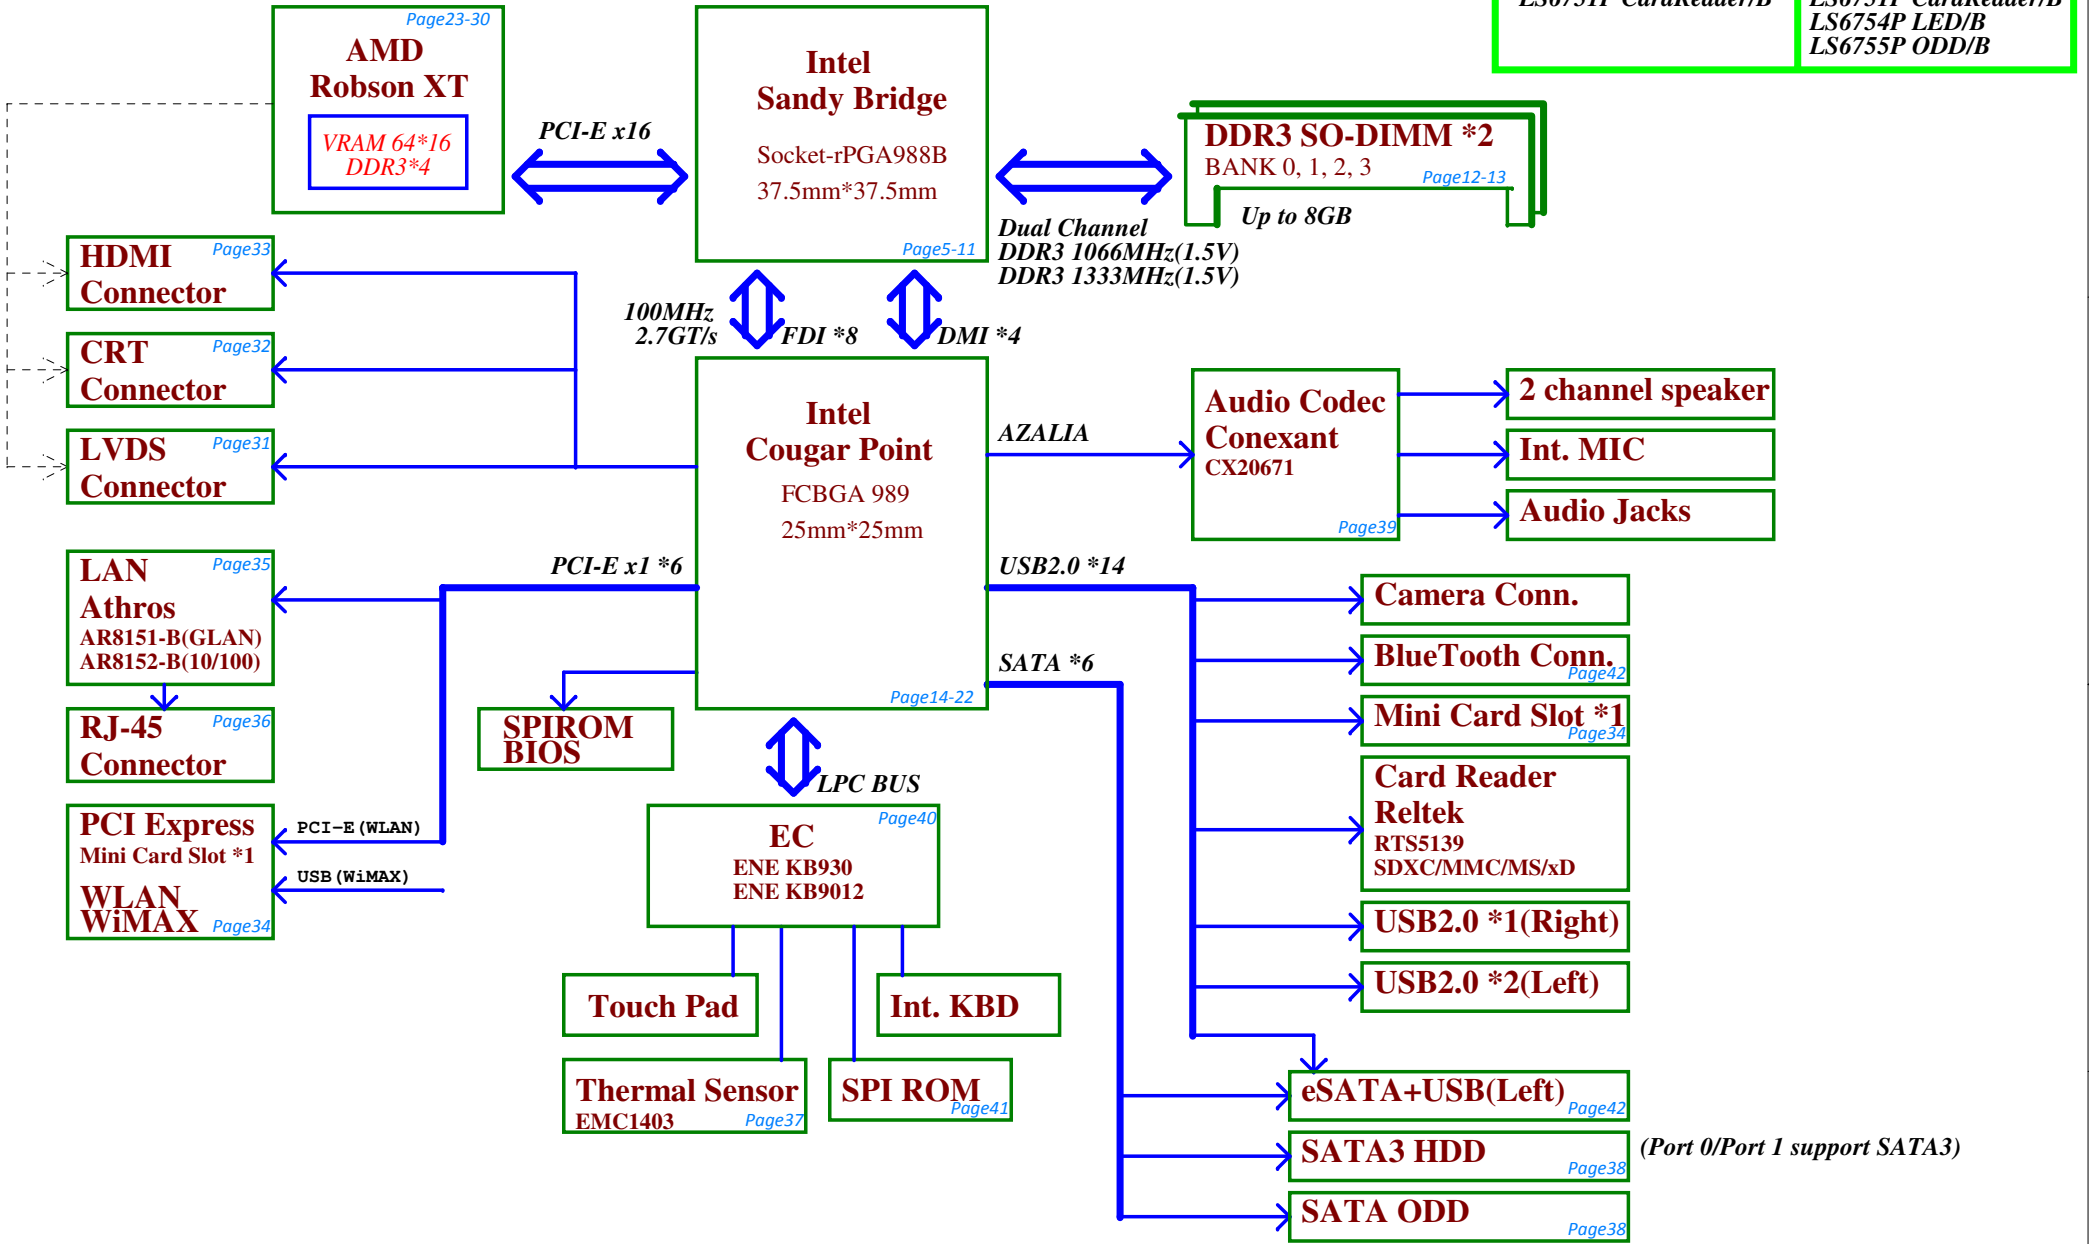 LS6751P CardReader/B
LS6751P CardReader/B
LS6754P LED/B
LS6755P ODD/B
Page23-30
AMD
Robson XT
VRAM 64*16
DDR3*4
PCI-E x16
Intel
Sandy Bridge
Socket-rPGA988B
37.5mm*37.5mm
Page5-11
DDR3 SO-DIMM *2
BANK 0, 1, 2, 3
Page12-13
Up to 8GB
Dual Channel
DDR3 1066MHz(1.5V)
DDR3 1333MHz(1.5V)
HDMI
Connector
Page33
CRT
Connector
Page32
LVDS
Connector
Page31
100MHz
2.7GT/s
FDI *8
DMI *4
Intel
Cougar Point
FCBGA 989
25mm*25mm
Page14-22
AZALIA
Audio Codec
Conexant
CX20671
Page39
2 channel speaker
Int. MIC
Audio Jacks
LAN
Athros
AR8151-B(GLAN)
AR8152-B(10/100)
Page35
PCI-E x1 *6
USB2.0 *14
SATA *6
RJ-45
Connector
Page36
SPIROM
BIOS
PCI Express
Mini Card Slot *1
WLAN
WiMAX
Page34
PCI-E(WLAN)
USB(WiMAX)
LPC BUS
EC
ENE KB930
ENE KB9012
Page40
Touch Pad
Int. KBD
Thermal Sensor
EMC1403
Page37
SPI ROM
Page41
Camera Conn.
BlueTooth Conn.
Page42
Mini Card Slot *1
Page34
Card Reader
Reltek
RTS5139
SDXC/MMC/MS/xD
USB2.0 *1(Right)
USB2.0 *2(Left)
eSATA+USB(Left)
Page42
SATA3 HDD
Page38
(Port 0/Port 1 support SATA3)
SATA ODD
Page38